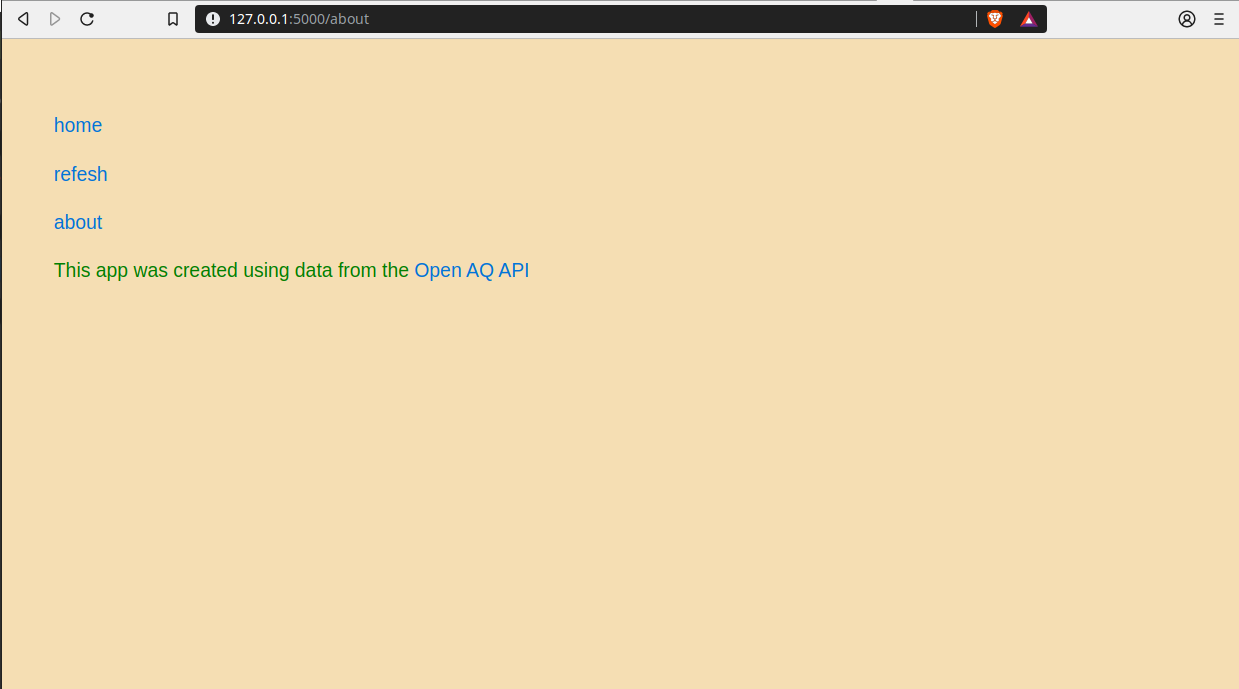 127.0.0.1:5000/about
home
refesh
about
This app was created using data from the Open AQ API